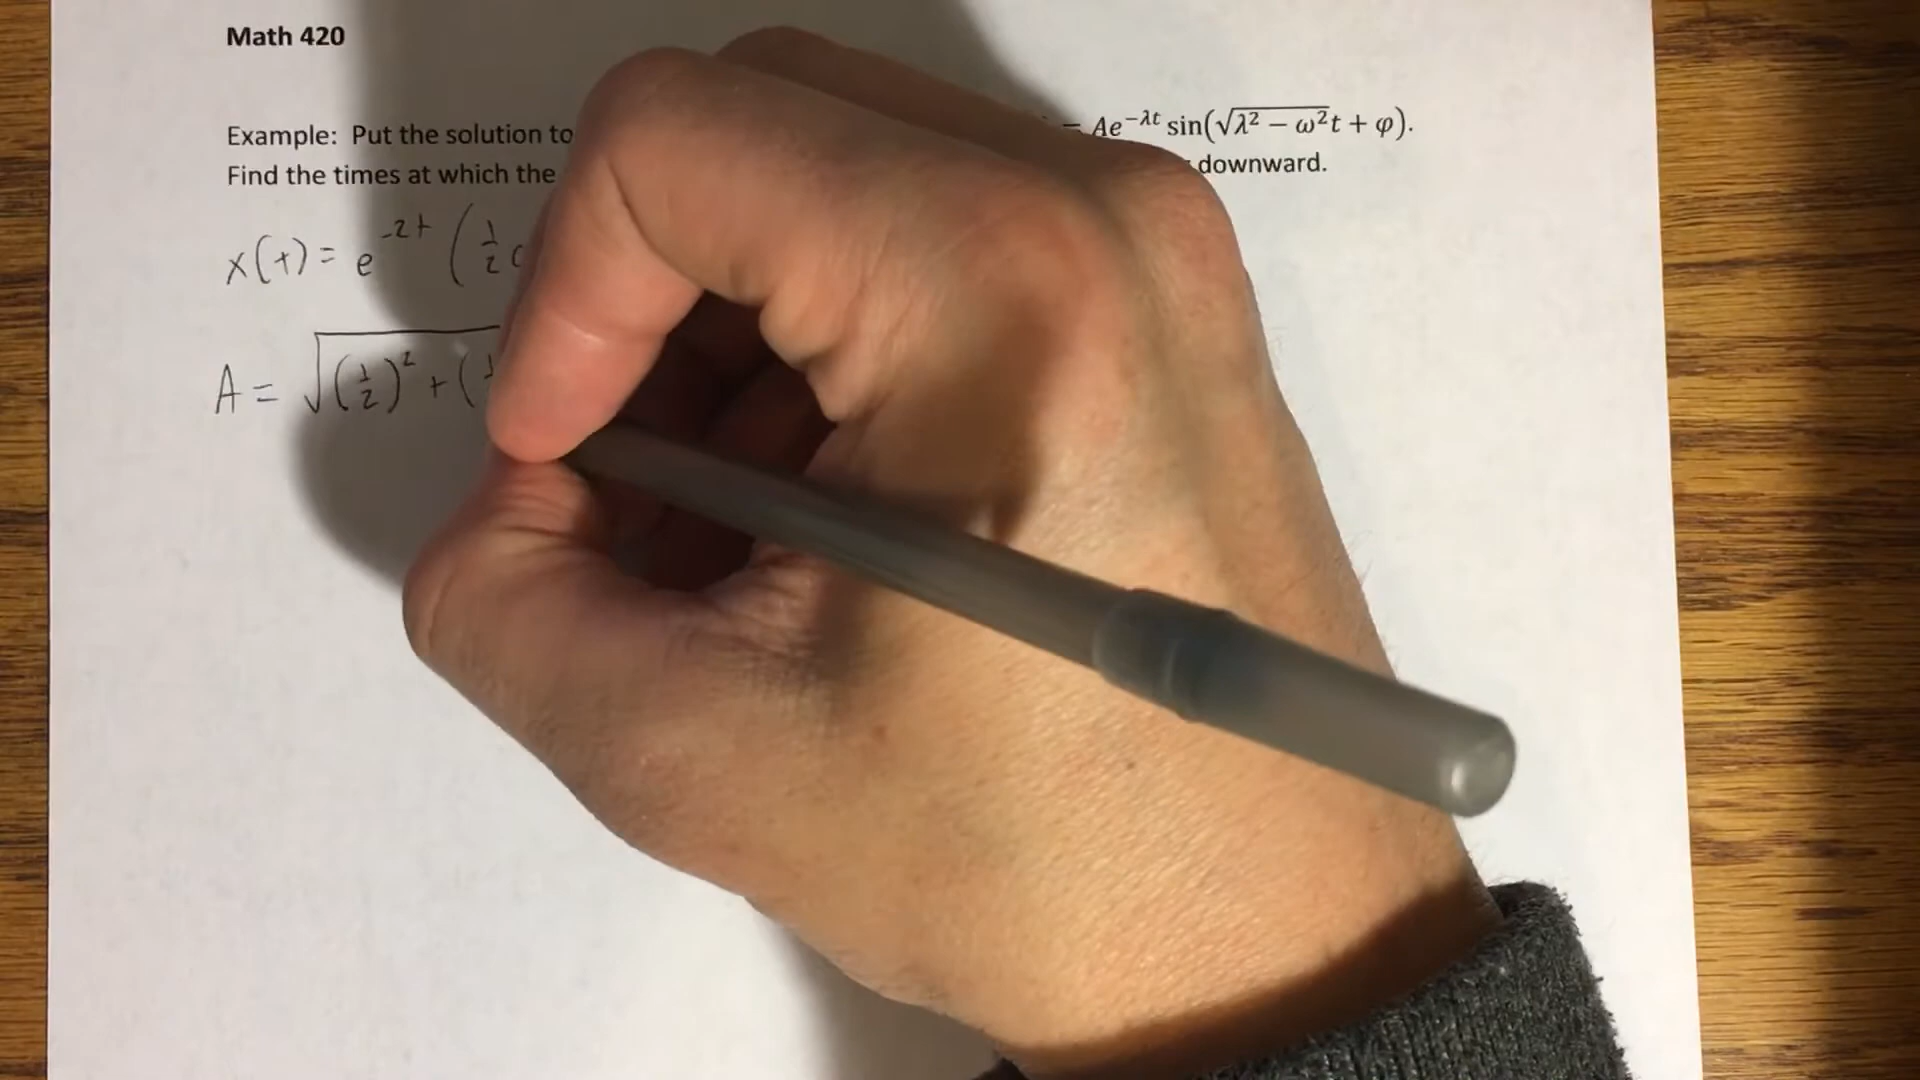 Math 420
Example: Put the solution to = Ae^{-λt} sin(√(λ² − ω²)t + φ).
Find the times at which the downward.
x(t) = e^{-2t} (1/2 c
A = √((1/2)² + (1